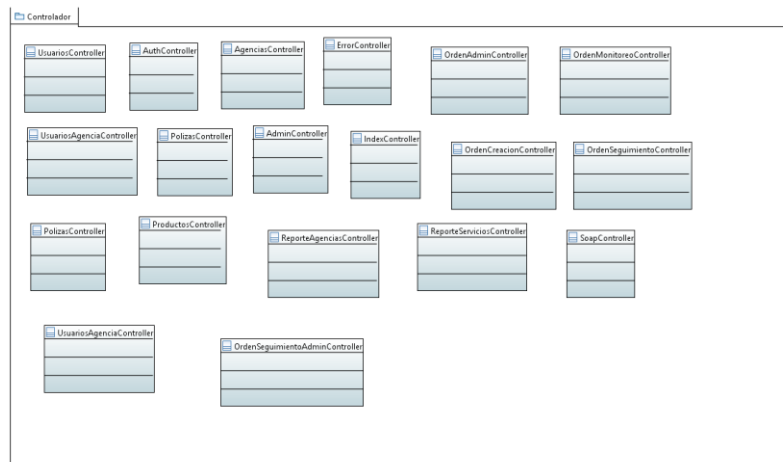 Controlador
UsuariosController
AuthController
AgenciasController
ErrorController
OrdenAdminController
OrdenMonitoreoController
UsuariosAgenciaController
PolizasController
AdminController
IndexController
OrdenCreacionController
OrdenSeguimientoController
PolizasController
ProductosController
ReporteAgenciasController
ReporteServiciosController
SoapController
UsuariosAgenciaController
OrdenSeguimientoAdminController